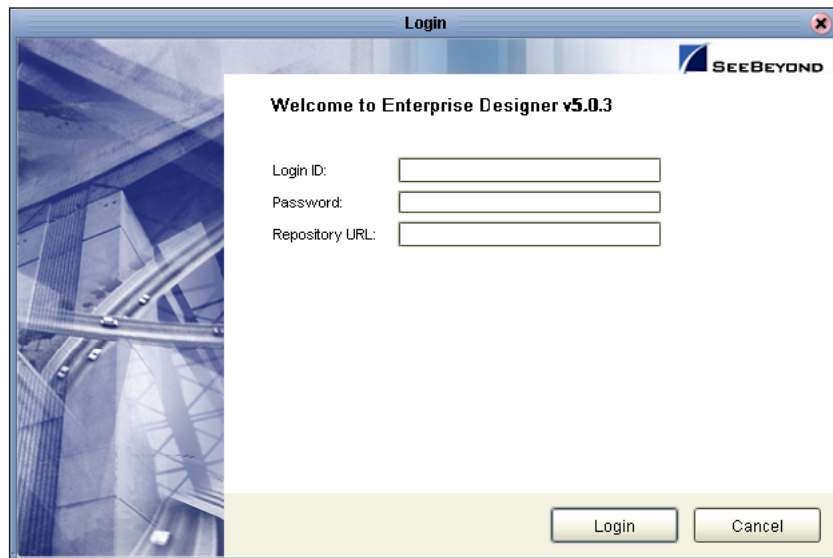 Login
SEEBEYOND
Welcome to Enterprise Designer v5.0.3
Login ID:
Password:
Repository URL:
Login
Cancel